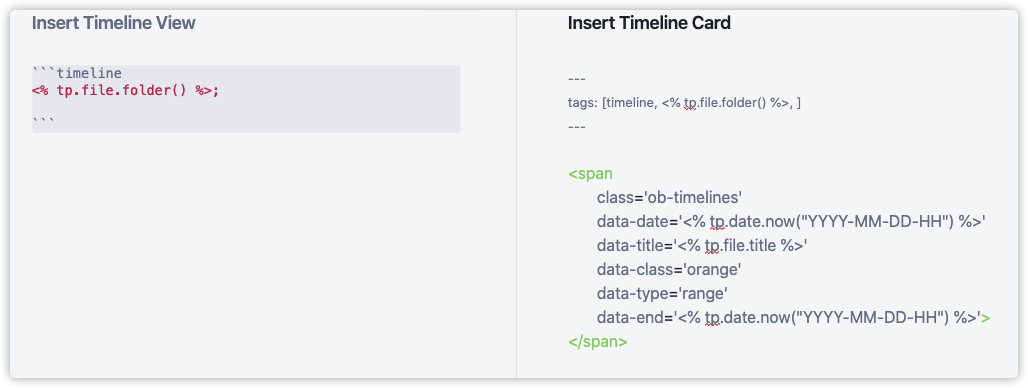 Insert Timeline View
```timeline
<% tp.file.folder() %>;
```
Insert Timeline Card
---
tags: [timeline, <% tp.file.folder() %>, ]
---
<span
class='ob-timelines'
data-date='<% tp.date.now("YYYY-MM-DD-HH") %>'
data-title='<% tp.file.title %>'
data-class='orange'
data-type='range'
data-end='<% tp.date.now("YYYY-MM-DD-HH") %>'>
</span>